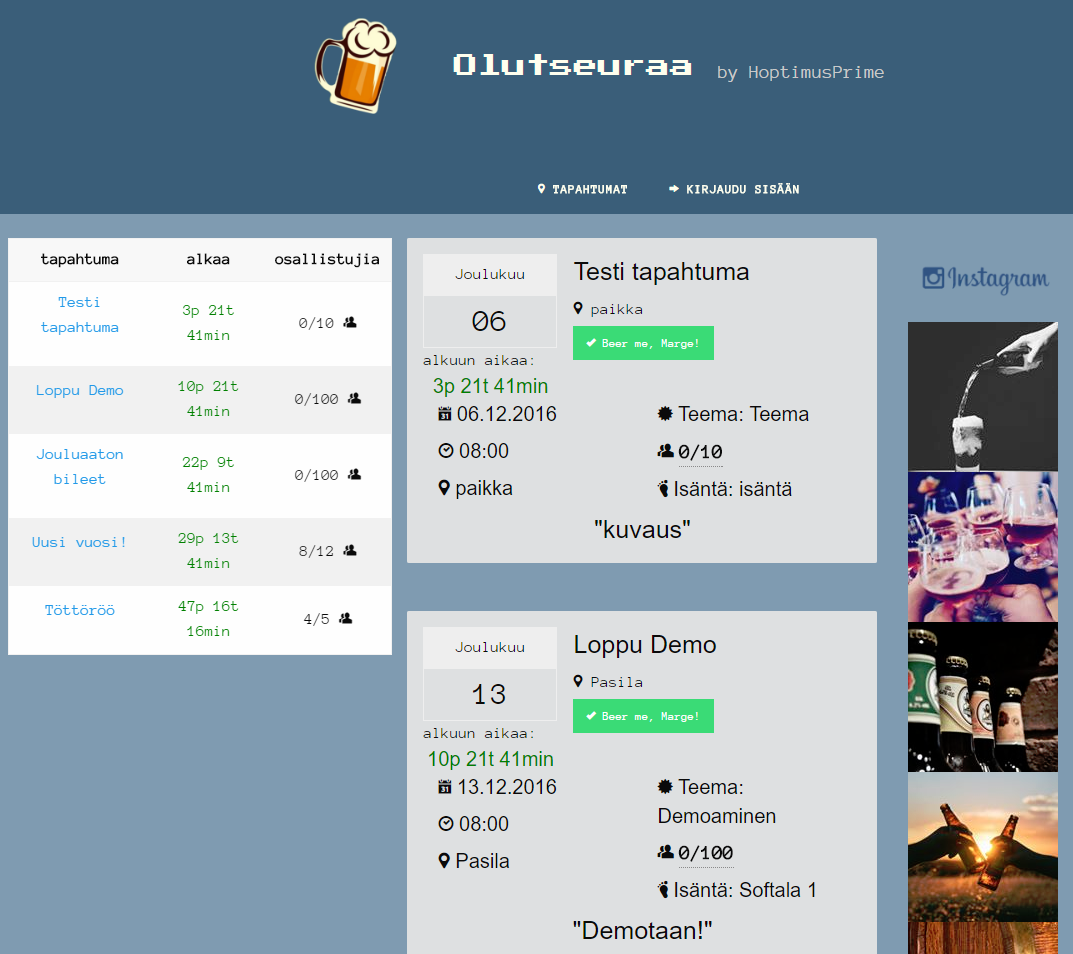 Olutseuraa by HoptimusPrime
TAPAHTUMAT KIRJAUDU SISÄÄN
tapahtuma alkaa osallistujia
Testi tapahtuma
3p 21t 41min
0/10
Loppu Demo
10p 21t 41min
0/100
Jouluaaton bileet
22p 9t 41min
0/100
Uusi vuosi!
29p 13t 41min
8/12
Töttöröö
47p 16t 16min
4/5
Joulukuu
06
alkuun aikaa:
3p 21t 41min
Testi tapahtuma
paikka
Beer me, Marge!
06.12.2016
08:00
paikka
Teema: Teema
0/10
Isäntä: isäntä
"kuvaus"
Joulukuu
13
alkuun aikaa:
10p 21t 41min
Loppu Demo
Pasila
Beer me, Marge!
13.12.2016
08:00
Pasila
Teema:
Demoaminen
0/100
Isäntä: Softala 1
"Demotaan!"
Instagram